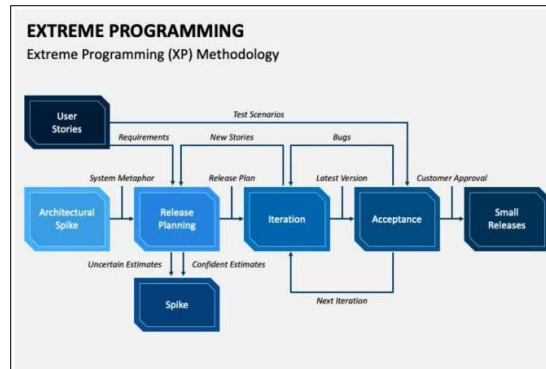 EXTREME PROGRAMMING
Extreme Programming (XP) Methodology
User
Stories
Test Scenarios
Requirements
New Stories
Bugs
System Metaphor
Release Plan
Latest Version
Customer Approval
Architectural
Spike
Release
Planning
Iteration
Acceptance
Small
Releases
Uncertain Estimates
Confident Estimates
Next Iteration
Spike